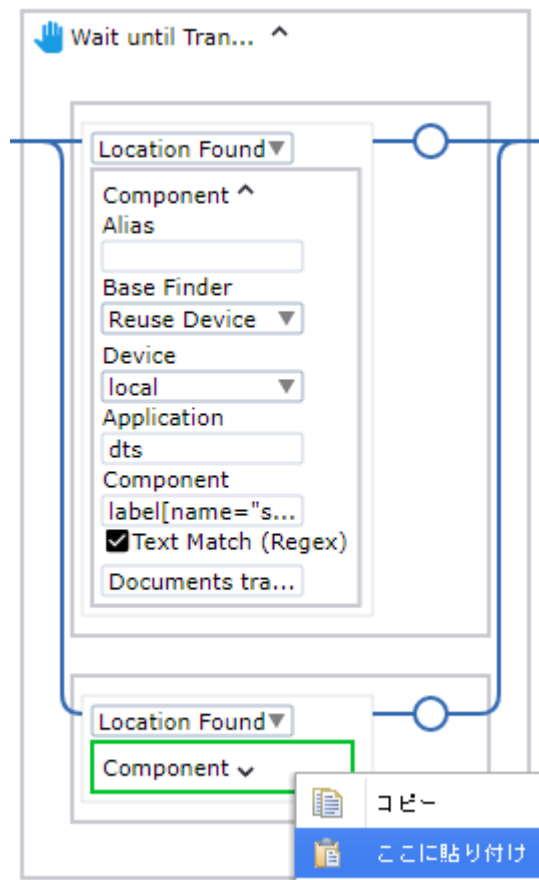 Wait until Tran...
Location Found
Component
Alias
Base Finder
Reuse Device
Device
local
Application
dts
Component
label[name="s...
Text Match (Regex)
Documents tra...
Location Found
Component
コピー
ここに貼り付け